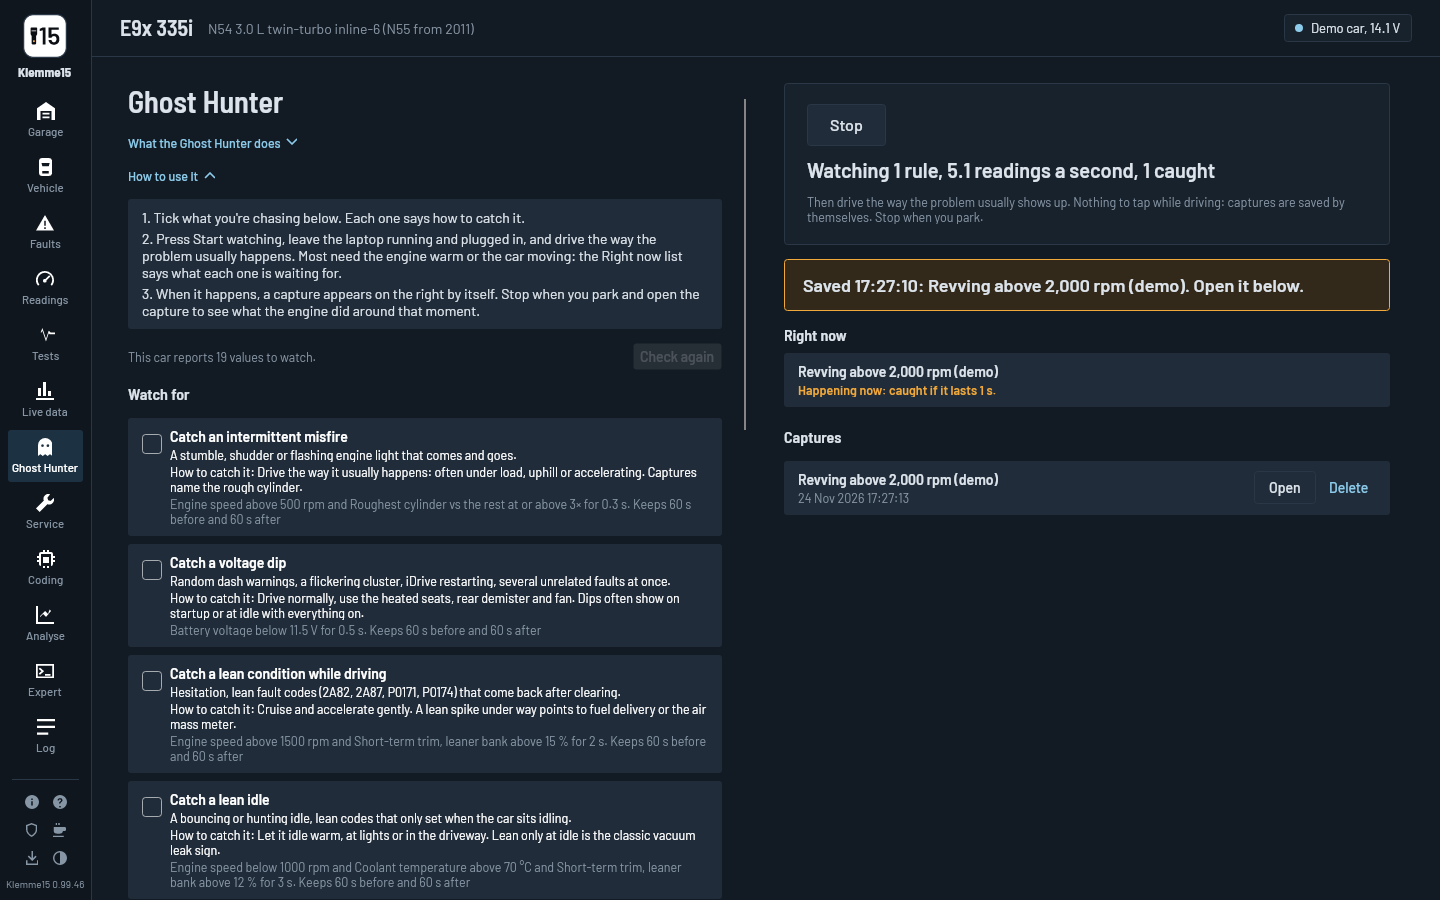 15
Klemme15
Garage
Vehicle
Faults
Readings
Tests
Live data
Ghost Hunter
Service
Coding
Analyse
Expert
Log
Klemme15 0.99.46
E9x 335i
N54 3.0 L twin-turbo inline-6 (N55 from 2011)
Demo car, 14.1 V
Ghost Hunter
What the Ghost Hunter does
How to use it
1. Tick what you're chasing below. Each one says how to catch it.
2. Press Start watching, leave the laptop running and plugged in, and drive the way the
problem usually happens. Most need the engine warm or the car moving: the Right now list
says what each one is waiting for.
3. When it happens, a capture appears on the right by itself. Stop when you park and open the
capture to see what the engine did around that moment.
This car reports 19 values to watch.
Check again
Watch for
Catch an intermittent misfire
A stumble, shudder or flashing engine light that comes and goes.
How to catch it: Drive the way it usually happens: often under load, uphill or accelerating. Captures
name the rough cylinder.
Engine speed above 500 rpm and Roughest cylinder vs the rest at or above 3× for 0.3 s. Keeps 60 s
before and 60 s after
Catch a voltage dip
Random dash warnings, a flickering cluster, iDrive restarting, several unrelated faults at once.
How to catch it: Drive normally, use the heated seats, rear demister and fan. Dips often show on
startup or at idle with everything on.
Battery voltage below 11.5 V for 0.5 s. Keeps 60 s before and 60 s after
Catch a lean condition while driving
Hesitation, lean fault codes (2A82, 2A87, P0171, P0174) that come back after clearing.
How to catch it: Cruise and accelerate gently. A lean spike under way points to fuel delivery or the air
mass meter.
Engine speed above 1500 rpm and Short-term trim, leaner bank above 15 % for 2 s. Keeps 60 s before
and 60 s after
Catch a lean idle
A bouncing or hunting idle, lean codes that only set when the car sits idling.
How to catch it: Let it idle warm, at lights or in the driveway. Lean only at idle is the classic vacuum
leak sign.
Engine speed below 1000 rpm and Coolant temperature above 70 °C and Short-term trim, leaner
bank above 12 % for 3 s. Keeps 60 s before and 60 s after
Stop
Watching 1 rule, 5.1 readings a second, 1 caught
Then drive the way the problem usually shows up. Nothing to tap while driving: captures are saved by
themselves. Stop when you park.
Saved 17:27:10: Revving above 2,000 rpm (demo). Open it below.
Right now
Revving above 2,000 rpm (demo)
Happening now: caught if it lasts 1 s.
Captures
Revving above 2,000 rpm (demo)
24 Nov 2026 17:27:13
Open
Delete